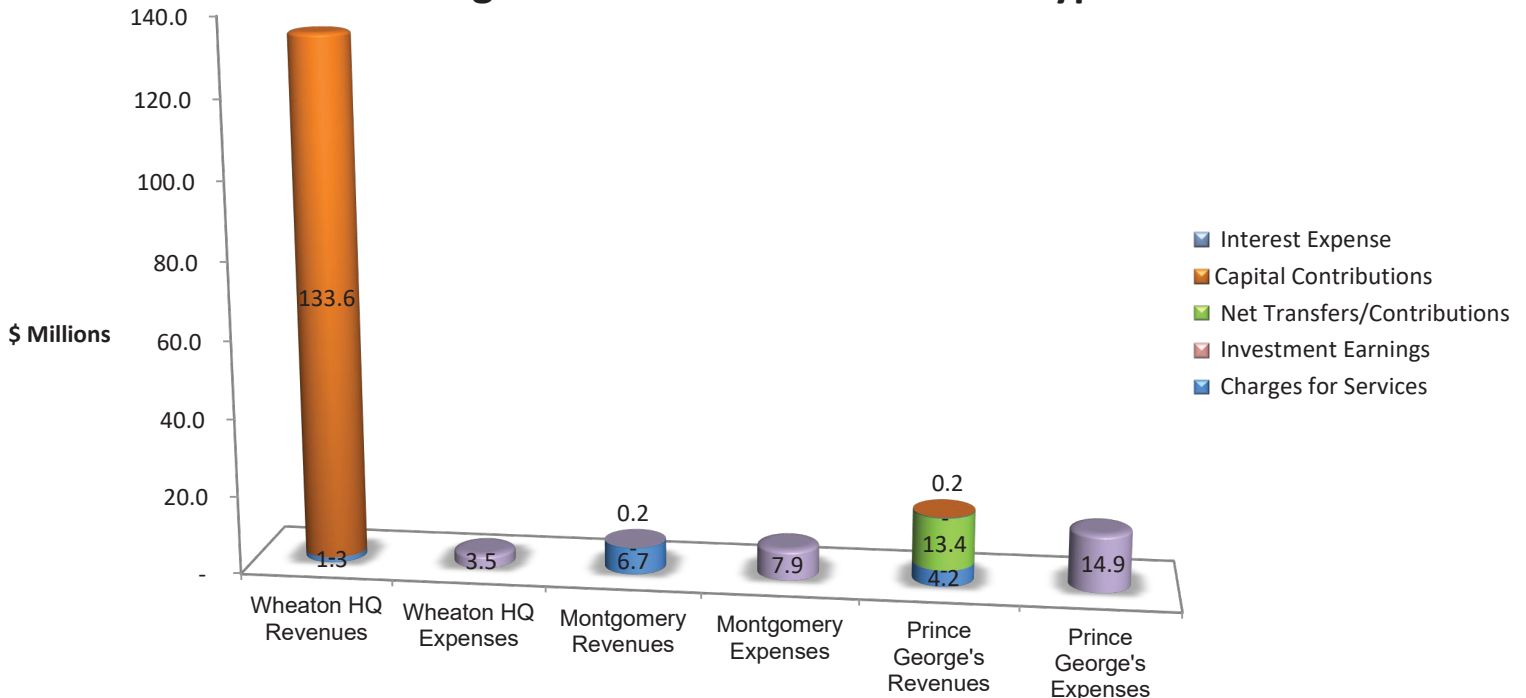 140.0
120.0
100.0
80.0
60.0
40.0
20.0
-
$ Millions
133.6
1.3
3.5
0.2
-
6.7
7.9
0.2
-
13.4
-
4.2
14.9
Wheaton HQ
Revenues
Wheaton HQ
Expenses
Montgomery
Revenues
Montgomery
Expenses
Prince
George's
Revenues
Prince
George's
Expenses
Interest Expense
Capital Contributions
Net Transfers/Contributions
Investment Earnings
Charges for Services